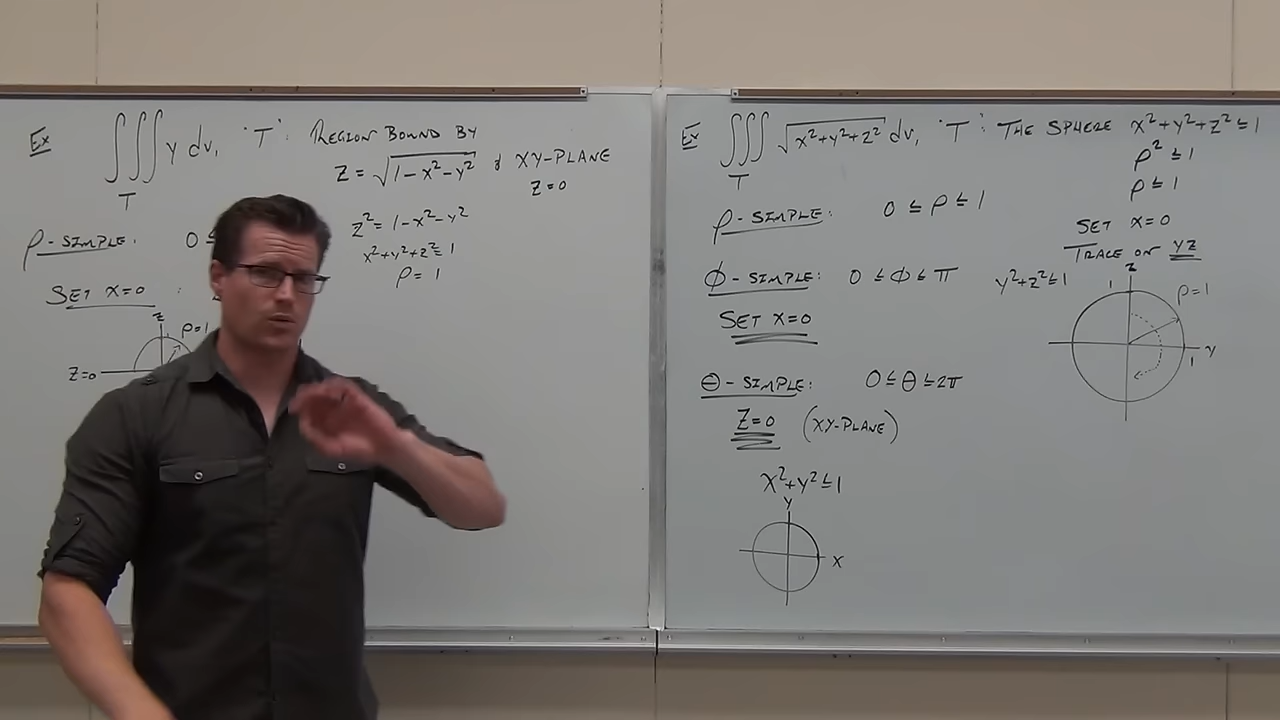 Ex ∭ y dv, "T": REGION BOUND BY
T
z = √(1-x²-y²) & XY-PLANE
z=0
z² = 1-x²-y²
x²+y²+z²=1
ρ = 1
ρ-SIMPLE: 0 ≤
SET X=0 :
z
ρ=1
z=0
Ex ∭ √(x²+y²+z²) dv, "T": THE SPHERE x²+y²+z² ≤ 1
T
ρ² ≤ 1
ρ ≤ 1
ρ-SIMPLE: 0 ≤ ρ ≤ 1
SET X=0
TRACE ON YZ
ϕ-SIMPLE: 0 ≤ ϕ ≤ π
y²+z² ≤ 1
SET X=0
z
1
ρ=1
y
1
θ-SIMPLE: 0 ≤ θ ≤ 2π
Z=0 (XY-PLANE)
x²+y² ≤ 1
y
x